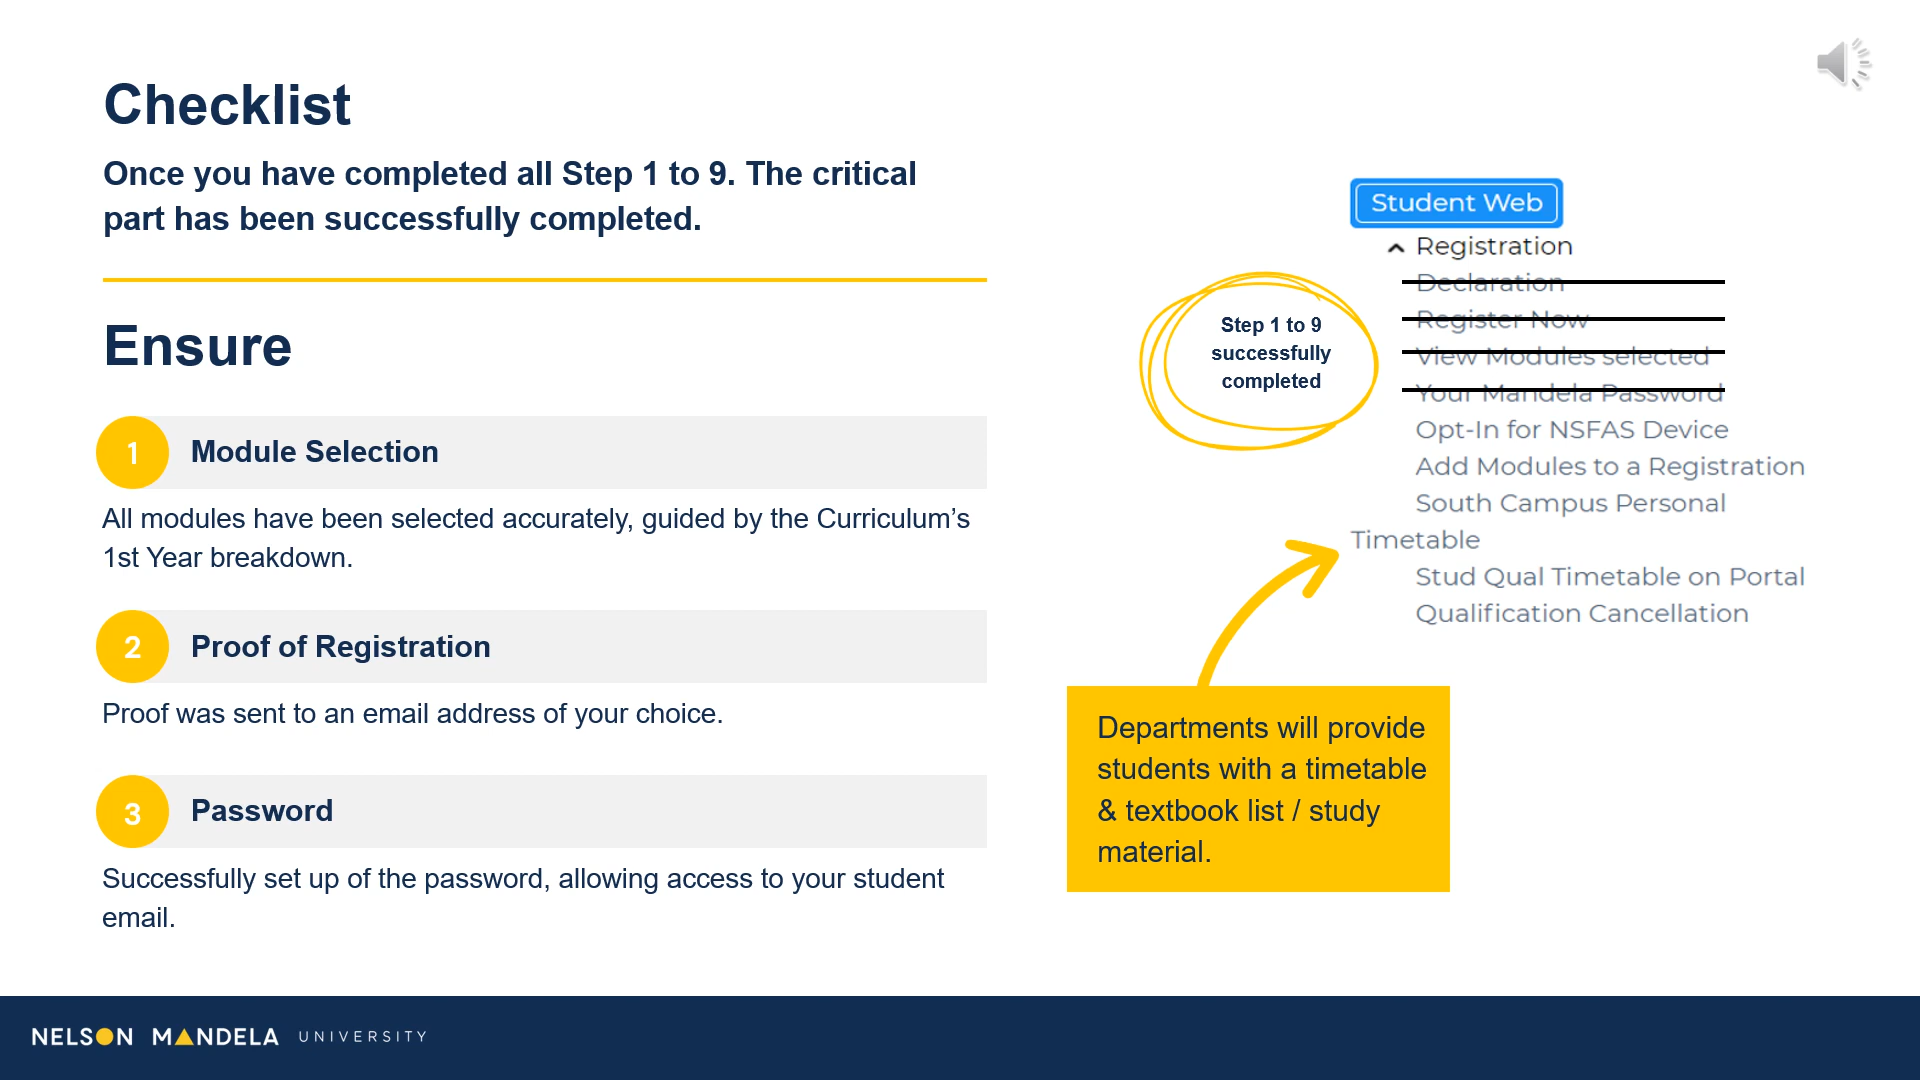 Checklist
Once you have completed all Step 1 to 9. The critical
part has been successfully completed.
Ensure
1 Module Selection
All modules have been selected accurately, guided by the Curriculum’s
1st Year breakdown.
2 Proof of Registration
Proof was sent to an email address of your choice.
3 Password
Successfully set up of the password, allowing access to your student
email.
Student Web
Registration
Declaration
Register Now
View Modules selected
Your Mandela Password
Opt-In for NSFAS Device
Add Modules to a Registration
South Campus Personal
Timetable
Stud Qual Timetable on Portal
Qualification Cancellation
Step 1 to 9
successfully
completed
Departments will provide
students with a timetable
& textbook list / study
material.
NELSON MANDELA UNIVERSITY